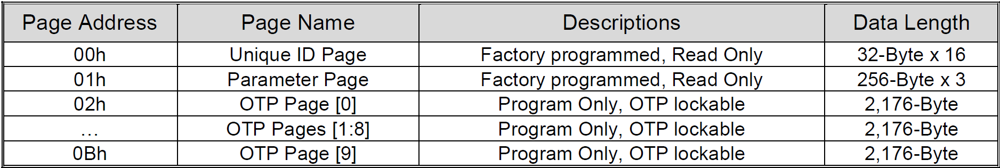 Page Address Page Name Descriptions Data Length
00h Unique ID Page Factory programmed, Read Only 32-Byte x 16
01h Parameter Page Factory programmed, Read Only 256-Byte x 3
02h OTP Page [0] Program Only, OTP lockable 2,176-Byte
… OTP Pages [1:8] Program Only, OTP lockable 2,176-Byte
0Bh OTP Page [9] Program Only, OTP lockable 2,176-Byte